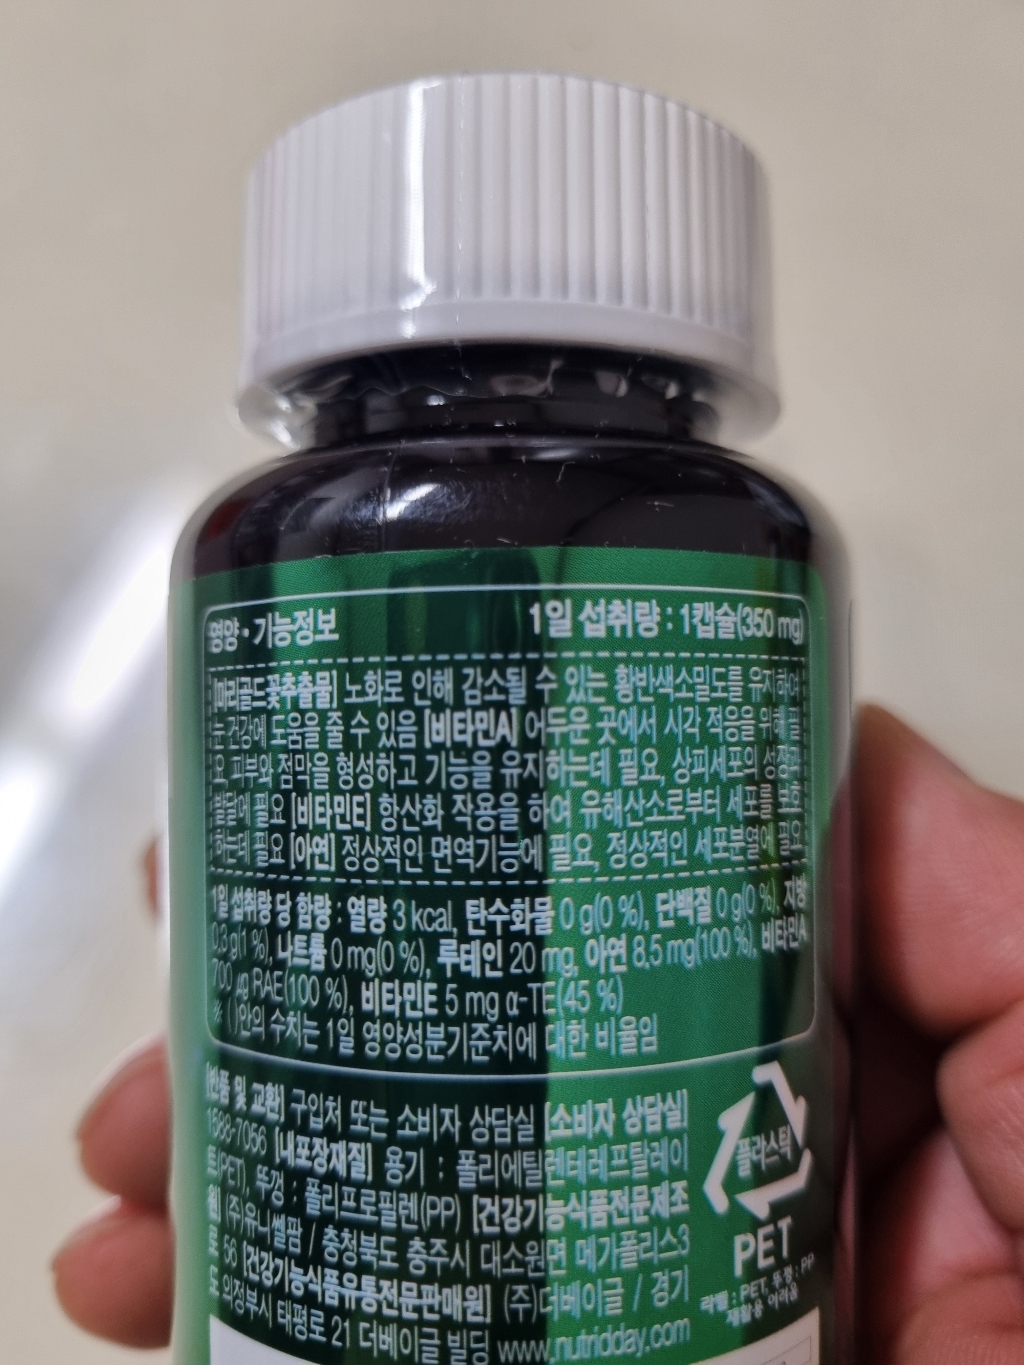 영양·기능정보 1일 섭취량 : 1캡슐(350 mg)
[마리골드꽃추출물] 노화로 인해 감소될 수 있는 황반색소밀도를 유지하여
눈 건강에 도움을 줄 수 있음 [비타민A] 어두운 곳에서 시각 적응을 위해 필
요, 피부와 점막을 형성하고 기능을 유지하는데 필요, 상피세포의 성장과
발달에 필요 [비타민E] 항산화 작용을 하여 유해산소로부터 세포를 보호
하는데 필요 [아연] 정상적인 면역기능에 필요, 정상적인 세포분열에 필요
1일 섭취량 당 함량 : 열량 3 kcal, 탄수화물 0 g(0 %), 단백질 0 g(0 %), 지방
0.3 g(1 %), 나트륨 0 mg(0 %), 루테인 20 mg, 아연 8.5 mg(100 %), 비타민A
700 μg RAE(100 %), 비타민E 5 mg α-TE(45 %)
※ ( )안의 수치는 1일 영양성분기준치에 대한 비율임
[반품 및 교환] 구입처 또는 소비자 상담실 [소비자 상담실]
1588-7056 [내포장재질] 용기 : 폴리에틸렌테레프탈레이
트(PET), 뚜껑 : 폴리프로필렌(PP) [건강기능식품전문제조
원] (주)유니쎌팜 / 충청북도 충주시 대소원면 메가폴리스3
로 56 [건강기능식품유통전문판매원] (주)더베이글 / 경기
도 의정부시 태평로 21 더베이글 빌딩 www.nutridday.com
플라스틱
PET
라벨 : PET, 뚜껑 : PP
재활용 어려움